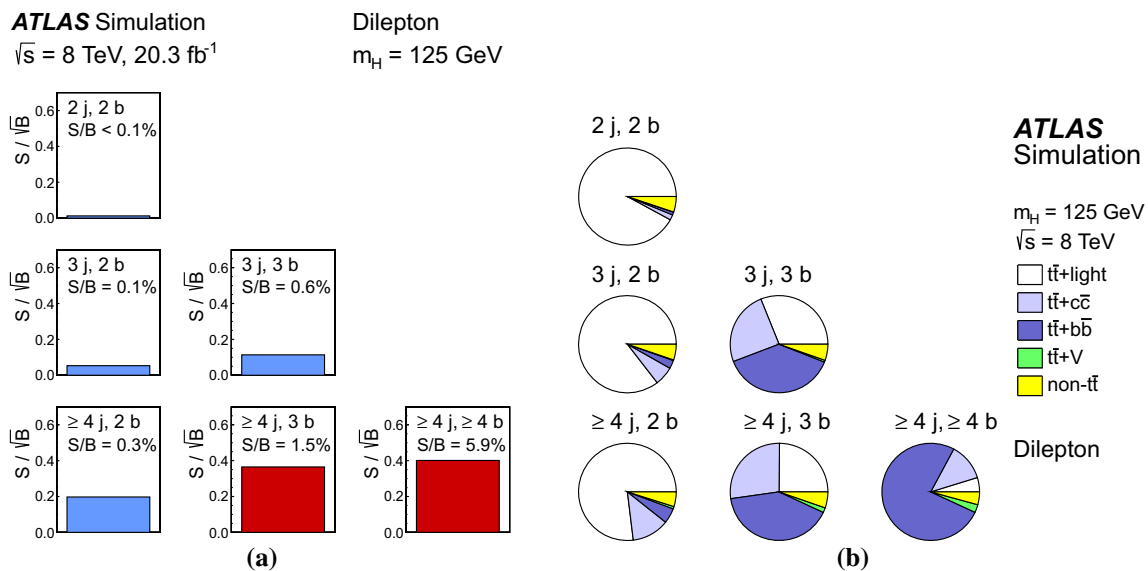 ATLAS Simulation
√s = 8 TeV, 20.3 fb⁻¹
Dilepton
m_H = 125 GeV
2 j, 2 b
S/B < 0.1%
S / √B
0.6
0.4
0.2
0.0
3 j, 2 b
S/B = 0.1%
S / √B
0.6
0.4
0.2
0.0
3 j, 3 b
S/B = 0.6%
S / √B
0.6
0.4
0.2
0.0
≥ 4 j, 2 b
S/B = 0.3%
S / √B
0.6
0.4
0.2
0.0
≥ 4 j, 3 b
S/B = 1.5%
S / √B
0.6
0.4
0.2
0.0
≥ 4 j, ≥ 4 b
S/B = 5.9%
S / √B
0.6
0.4
0.2
0.0
(a)
2 j, 2 b
3 j, 2 b
3 j, 3 b
≥ 4 j, 2 b
≥ 4 j, 3 b
≥ 4 j, ≥ 4 b
ATLAS
Simulation
m_H = 125 GeV
√s = 8 TeV
tt̄+light
tt̄+cc̄
tt̄+bb̄
tt̄+V
non-tt̄
Dilepton
(b)